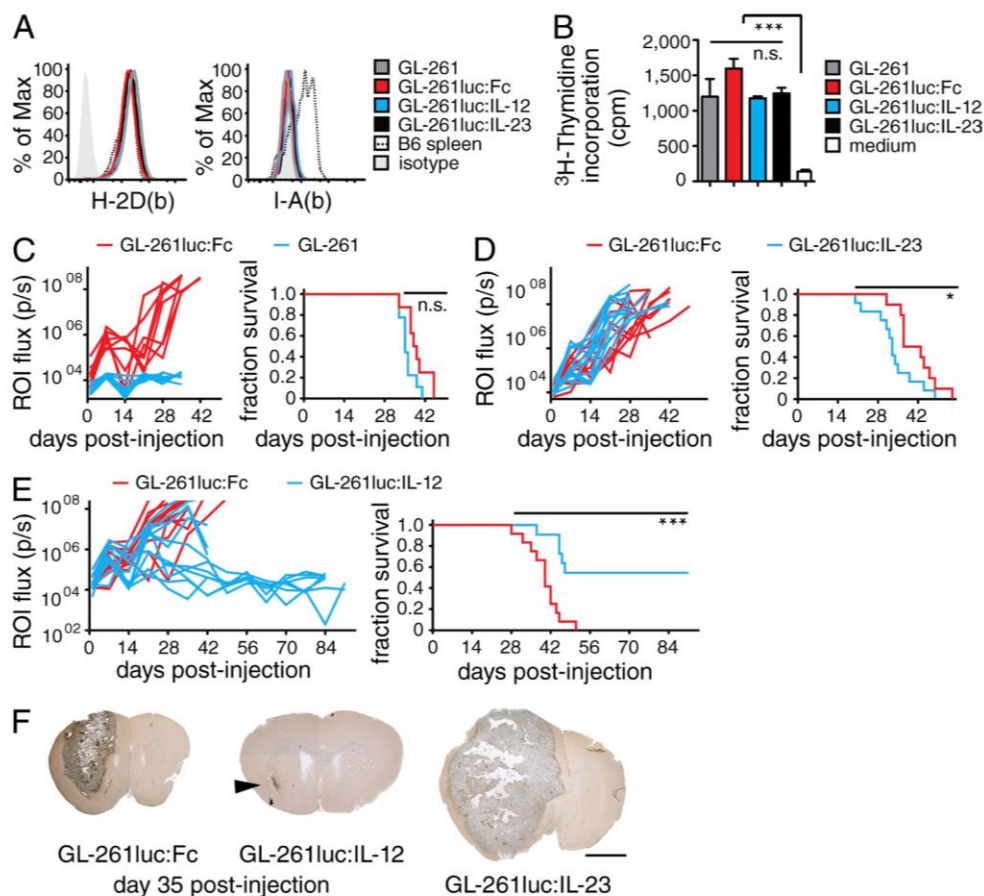 A
% of Max
100
80
60
40
20
0
H-2D(b)
% of Max
100
80
60
40
20
0
I-A(b)
GL-261
GL-261luc:Fc
GL-261luc:IL-12
GL-261luc:IL-23
B6 spleen
isotype
B
³H-Thymidine
incorporation
(cpm)
2,000
1,500
1,000
500
0
***
n.s.
GL-261
GL-261luc:Fc
GL-261luc:IL-12
GL-261luc:IL-23
medium
C
GL-261luc:Fc
GL-261
ROI flux (p/s)
10⁰⁸
10⁰⁶
10⁰⁴
0 14 28 42
days post-injection
fraction survival
1.0
0.8
0.6
0.4
0.2
0
n.s.
0 14 28 42
days post-injection
D
GL-261luc:Fc
GL-261luc:IL-23
ROI flux (p/s)
10⁰⁸
10⁰⁶
10⁰⁴
0 14 28 42
days post-injection
fraction survival
1.0
0.8
0.6
0.4
0.2
0
*
0 14 28 42
days post-injection
E
GL-261luc:Fc
GL-261luc:IL-12
ROI flux (p/s)
10⁰⁸
10⁰⁶
10⁰⁴
10⁰²
0 14 28 42 56 70 84
days post-injection
fraction survival
1.0
0.8
0.6
0.4
0.2
0
***
0 14 28 42 56 70 84
days post-injection
F
GL-261luc:Fc
GL-261luc:IL-12
day 35 post-injection
GL-261luc:IL-23